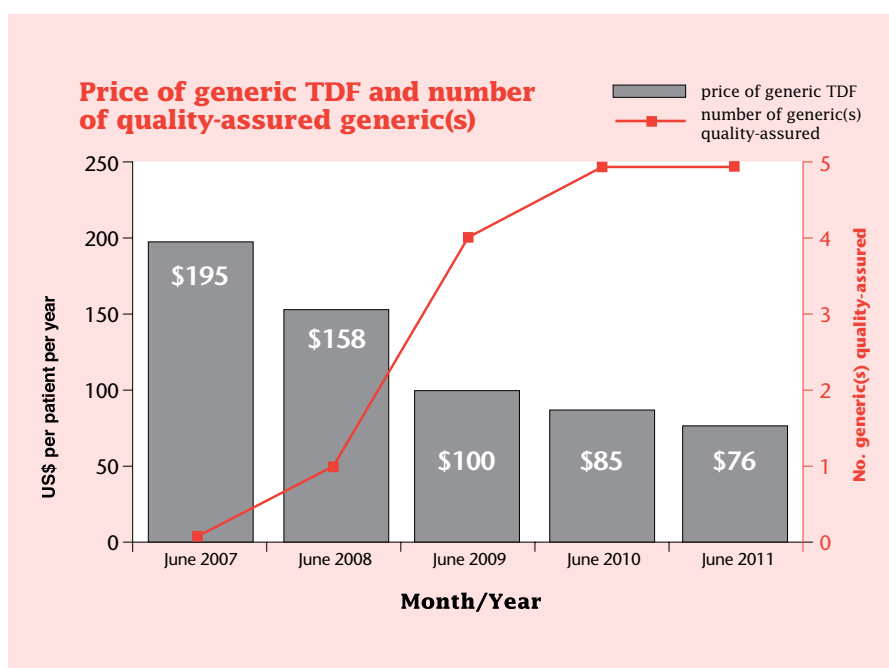 Price of generic TDF and number
of quality-assured generic(s)
price of generic TDF
number of generic(s)
quality-assured
250
200
150
100
50
0
US$ per patient per year
$195
$158
$100
$85
$76
5
4
3
2
1
0
No. generic(s) quality-assured
June 2007
June 2008
June 2009
June 2010
June 2011
Month/Year